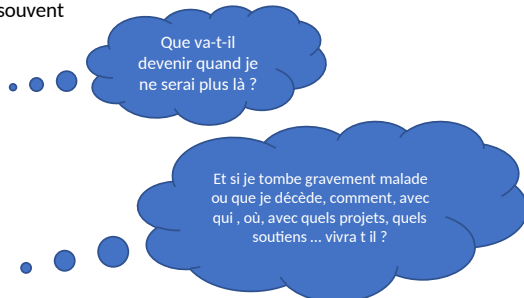 souvent
Que va-t-il
devenir quand je
ne serai plus là ?
Et si je tombe gravement malade
ou que je décède, comment, avec
qui , où, avec quels projets, quels
soutiens ... vivra t il ?